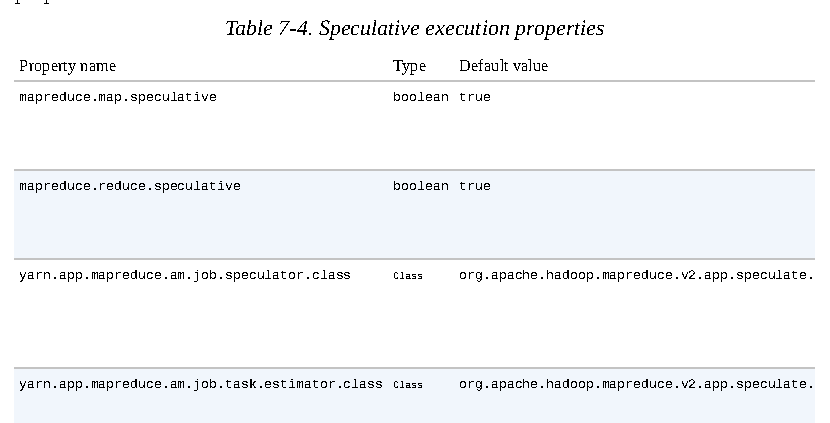 Table 7-4. Speculative execution properties
Property name Type Default value
mapreduce.map.speculative boolean true
mapreduce.reduce.speculative boolean true
yarn.app.mapreduce.am.job.speculator.class Class org.apache.hadoop.mapreduce.v2.app.speculate.
yarn.app.mapreduce.am.job.task.estimator.class Class org.apache.hadoop.mapreduce.v2.app.speculate.